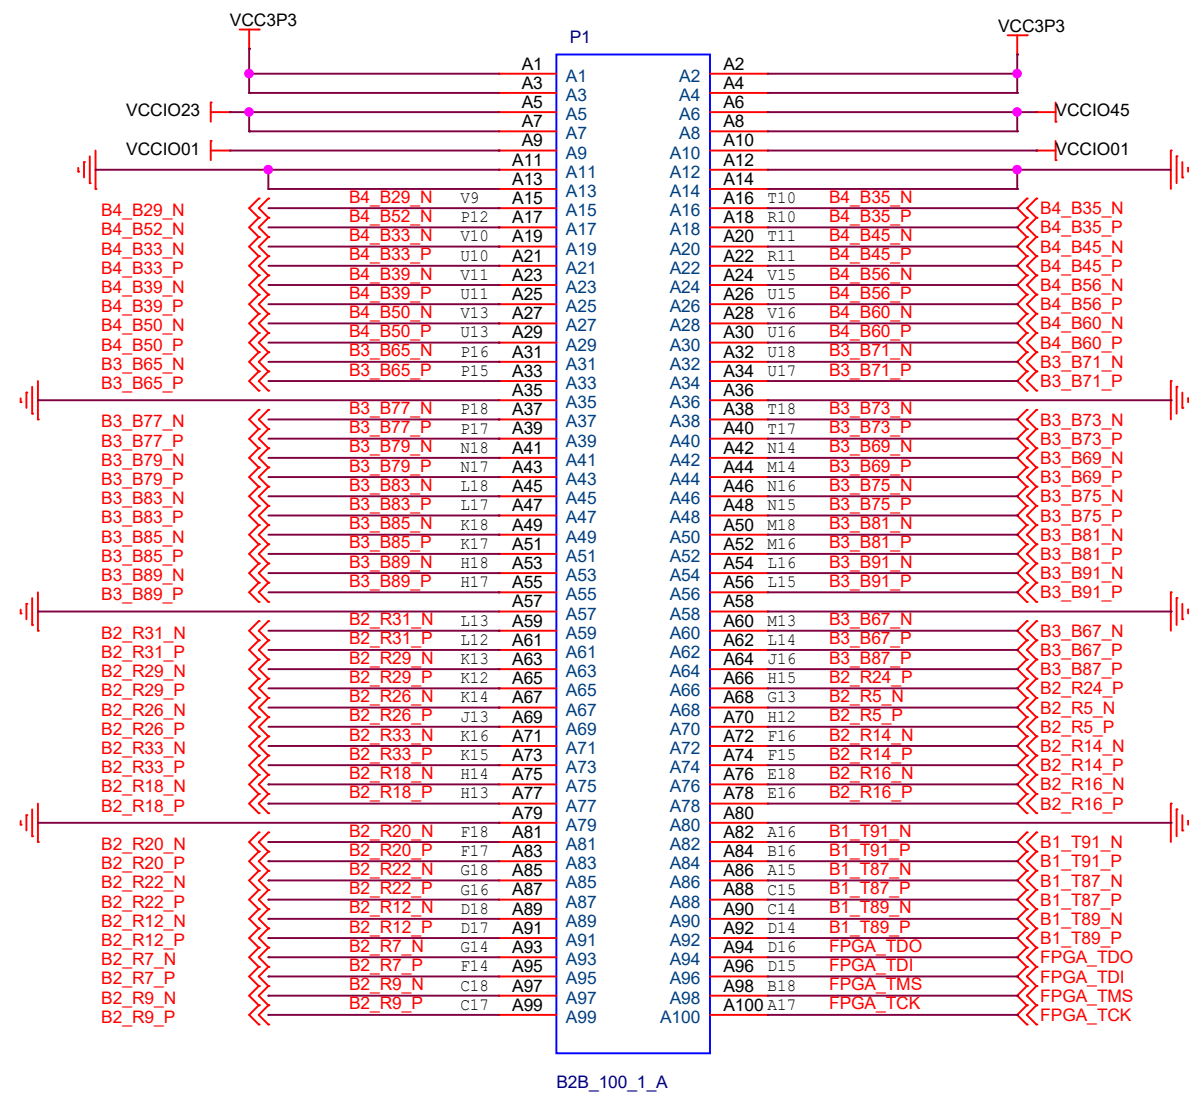 VCC3P3 P1 VCC3P3
A1 A1 A2 A2
A3 A3 A4 A4
VCCIO23 A5 A5 A6 A6 VCCIO45
A7 A7 A8 A8
VCCIO01 A9 A9 A10 A10 VCCIO01
A11 A11 A12 A12
A13 A13 A14 A14
B4_B29_N B4_B29_N V9 A15 A15 A16 A16 T10 B4_B35_N B4_B35_N
B4_B52_N B4_B52_N P12 A17 A17 A18 A18 R10 B4_B35_P B4_B35_P
B4_B33_N B4_B33_N V10 A19 A19 A20 A20 T11 B4_B45_N B4_B45_N
B4_B33_P B4_B33_P U10 A21 A21 A22 A22 R11 B4_B45_P B4_B45_P
B4_B39_N B4_B39_N V11 A23 A23 A24 A24 V15 B4_B56_N B4_B56_N
B4_B39_P B4_B39_P U11 A25 A25 A26 A26 U15 B4_B56_P B4_B56_P
B4_B50_N B4_B50_N V13 A27 A27 A28 A28 V16 B4_B60_N B4_B60_N
B4_B50_P B4_B50_P U13 A29 A29 A30 A30 U16 B4_B60_P B4_B60_P
B3_B65_N B3_B65_N P16 A31 A31 A32 A32 U18 B3_B71_N B3_B71_N
B3_B65_P B3_B65_P P15 A33 A33 A34 A34 U17 B3_B71_P B3_B71_P
A35 A35 A36 A36
B3_B77_N B3_B77_N P18 A37 A37 A38 A38 T18 B3_B73_N B3_B73_N
B3_B77_P B3_B77_P P17 A39 A39 A40 A40 T17 B3_B73_P B3_B73_P
B3_B79_N B3_B79_N N18 A41 A41 A42 A42 N14 B3_B69_N B3_B69_N
B3_B79_P B3_B79_P N17 A43 A43 A44 A44 M14 B3_B69_P B3_B69_P
B3_B83_N B3_B83_N L18 A45 A45 A46 A46 N16 B3_B75_N B3_B75_N
B3_B83_P B3_B83_P L17 A47 A47 A48 A48 N15 B3_B75_P B3_B75_P
B3_B85_N B3_B85_N K18 A49 A49 A50 A50 M18 B3_B81_N B3_B81_N
B3_B85_P B3_B85_P K17 A51 A51 A52 A52 M16 B3_B81_P B3_B81_P
B3_B89_N B3_B89_N H18 A53 A53 A54 A54 L16 B3_B91_N B3_B91_N
B3_B89_P B3_B89_P H17 A55 A55 A56 A56 L15 B3_B91_P B3_B91_P
A57 A57 A58 A58
B2_R31_N B2_R31_N L13 A59 A59 A60 A60 M13 B3_B67_N B3_B67_N
B2_R31_P B2_R31_P L12 A61 A61 A62 A62 L14 B3_B67_P B3_B67_P
B2_R29_N B2_R29_N K13 A63 A63 A64 A64 J16 B3_B87_P B3_B87_P
B2_R29_P B2_R29_P K12 A65 A65 A66 A66 H15 B2_R24_P B2_R24_P
B2_R26_N B2_R26_N K14 A67 A67 A68 A68 G13 B2_R5_N B2_R5_N
B2_R26_P B2_R26_P J13 A69 A69 A70 A70 H12 B2_R5_P B2_R5_P
B2_R33_N B2_R33_N K16 A71 A71 A72 A72 F16 B2_R14_N B2_R14_N
B2_R33_P B2_R33_P K15 A73 A73 A74 A74 F15 B2_R14_P B2_R14_P
B2_R18_N B2_R18_N H14 A75 A75 A76 A76 E18 B2_R16_N B2_R16_N
B2_R18_P B2_R18_P H13 A77 A77 A78 A78 E16 B2_R16_P B2_R16_P
A79 A79 A80 A80
B2_R20_N B2_R20_N F18 A81 A81 A82 A82 A16 B1_T91_N B1_T91_N
B2_R20_P B2_R20_P F17 A83 A83 A84 A84 B16 B1_T91_P B1_T91_P
B2_R22_N B2_R22_N G18 A85 A85 A86 A86 A15 B1_T87_N B1_T87_N
B2_R22_P B2_R22_P G16 A87 A87 A88 A88 C15 B1_T87_P B1_T87_P
B2_R12_N B2_R12_N D18 A89 A89 A90 A90 C14 B1_T89_N B1_T89_N
B2_R12_P B2_R12_P D17 A91 A91 A92 A92 D14 B1_T89_P B1_T89_P
B2_R7_N B2_R7_N G14 A93 A93 A94 A94 D16 FPGA_TDO FPGA_TDO
B2_R7_P B2_R7_P F14 A95 A95 A96 A96 D15 FPGA_TDI FPGA_TDI
B2_R9_N B2_R9_N C18 A97 A97 A98 A98 B18 FPGA_TMS FPGA_TMS
B2_R9_P B2_R9_P C17 A99 A99 A100 A100 A17 FPGA_TCK FPGA_TCK
B2B_100_1_A